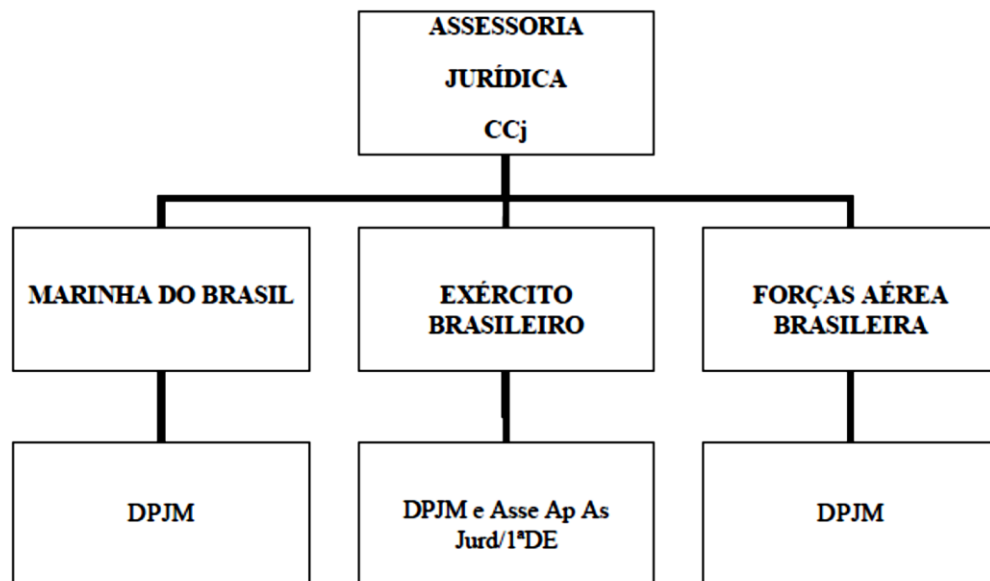 ASSESSORIA
JURÍDICA
CCj
MARINHA DO BRASIL
EXÉRCITO
BRASILEIRO
FORÇAS AÉREA
BRASILEIRA
DPJM
DPJM e Asse Ap As
Jurd/1ªDE
DPJM